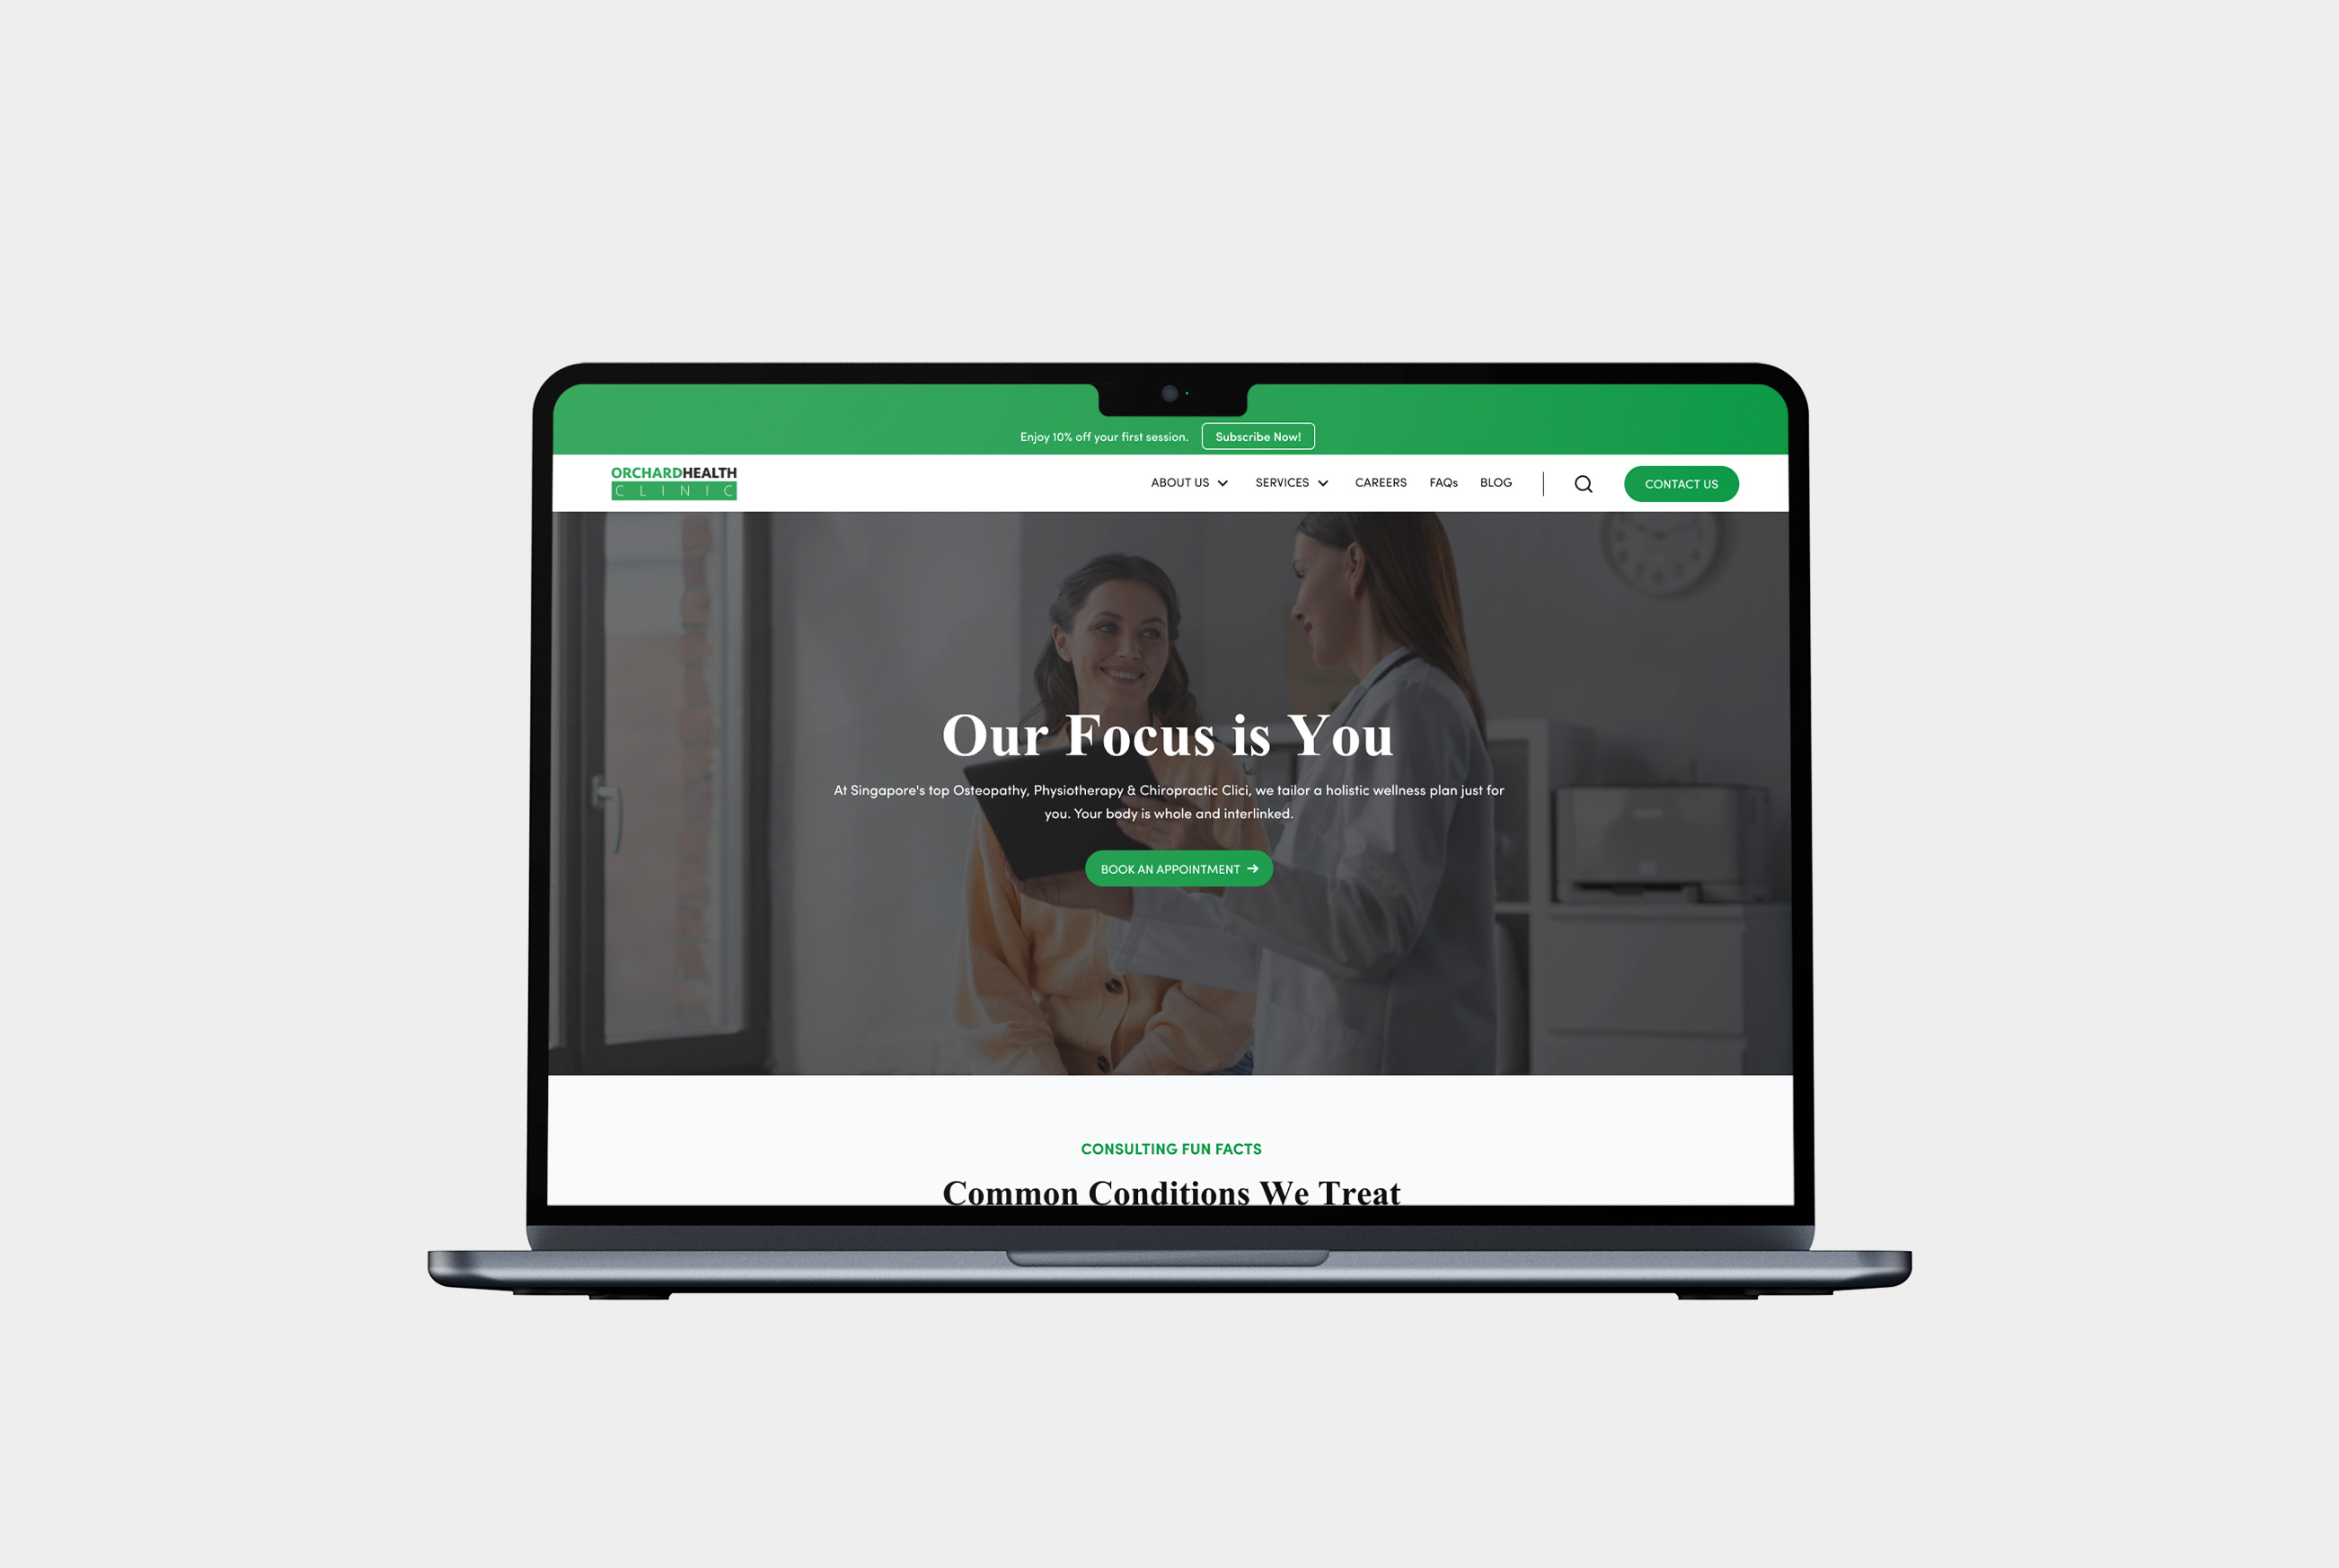 Enjoy 10% off your first session. Subscribe Now!
ORCHARDHEALTH
CLINIC
ABOUT US SERVICES CAREERS FAQs BLOG CONTACT US
Our Focus is You
At Singapore's top Osteopathy, Physiotherapy & Chiropractic Clici, we tailor a holistic wellness plan just for
you. Your body is whole and interlinked.
BOOK AN APPOINTMENT
CONSULTING FUN FACTS
Common Conditions We Treat